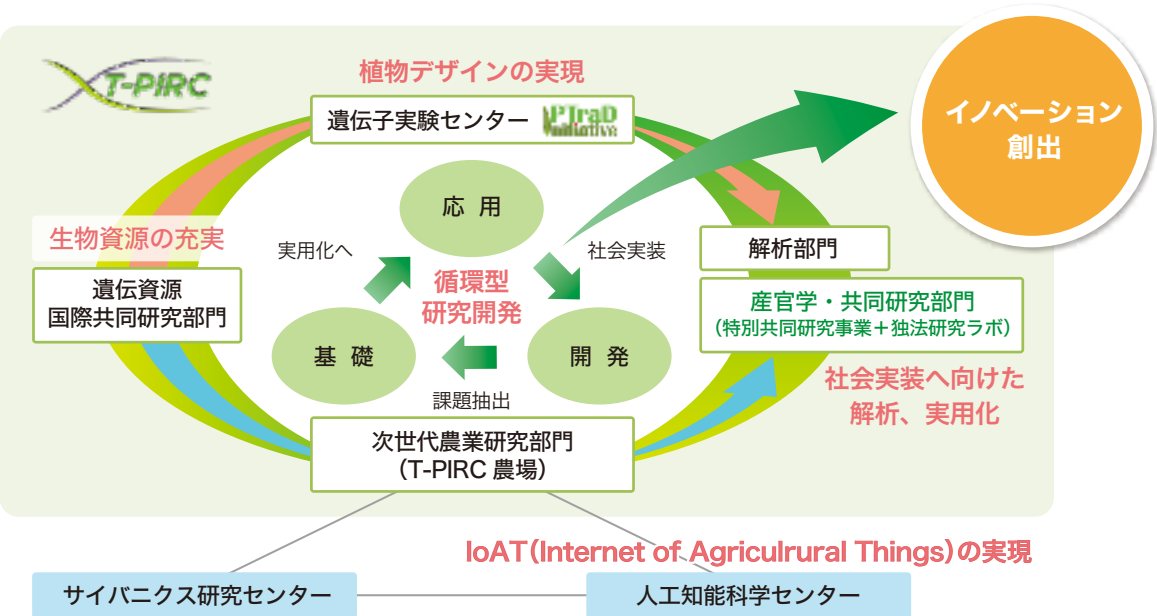 T-PIRC
植物デザインの実現
遺伝子実験センター
PTraD
Initiative
イノベーション
創出
応 用
生物資源の充実
実用化へ
社会実装
解析部門
循環型
研究開発
遺伝資源
国際共同研究部門
産官学・共同研究部門
（特別共同研究事業＋独法研究ラボ）
基 礎
開 発
課題抽出
社会実装へ向けた
解析、実用化
次世代農業研究部門
（T-PIRC 農場）
IoAT（Internet of Agriculrural Things）の実現
サイバニクス研究センター
人工知能科学センター